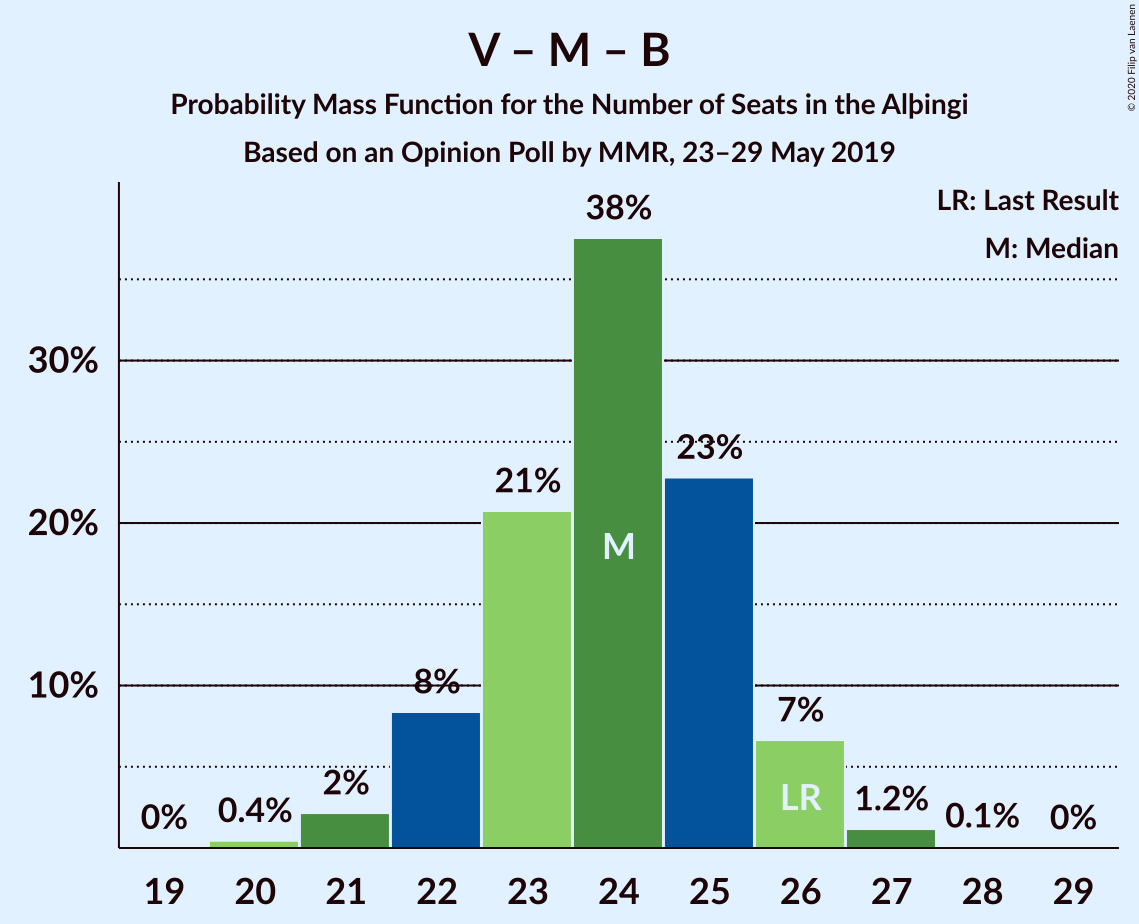 V – M – B
Probability Mass Function for the Number of Seats in the Alþingi
Based on an Opinion Poll by MMR, 23–29 May 2019
© 2020 Filip van Laenen
LR: Last Result
M: Median
38%
30%
23%
21%
20%
M
10%
8%
7%
LR
2%
1.2%
0%
0.4%
0.1%
0%
19 20 21 22 23 24 25 26 27 28 29